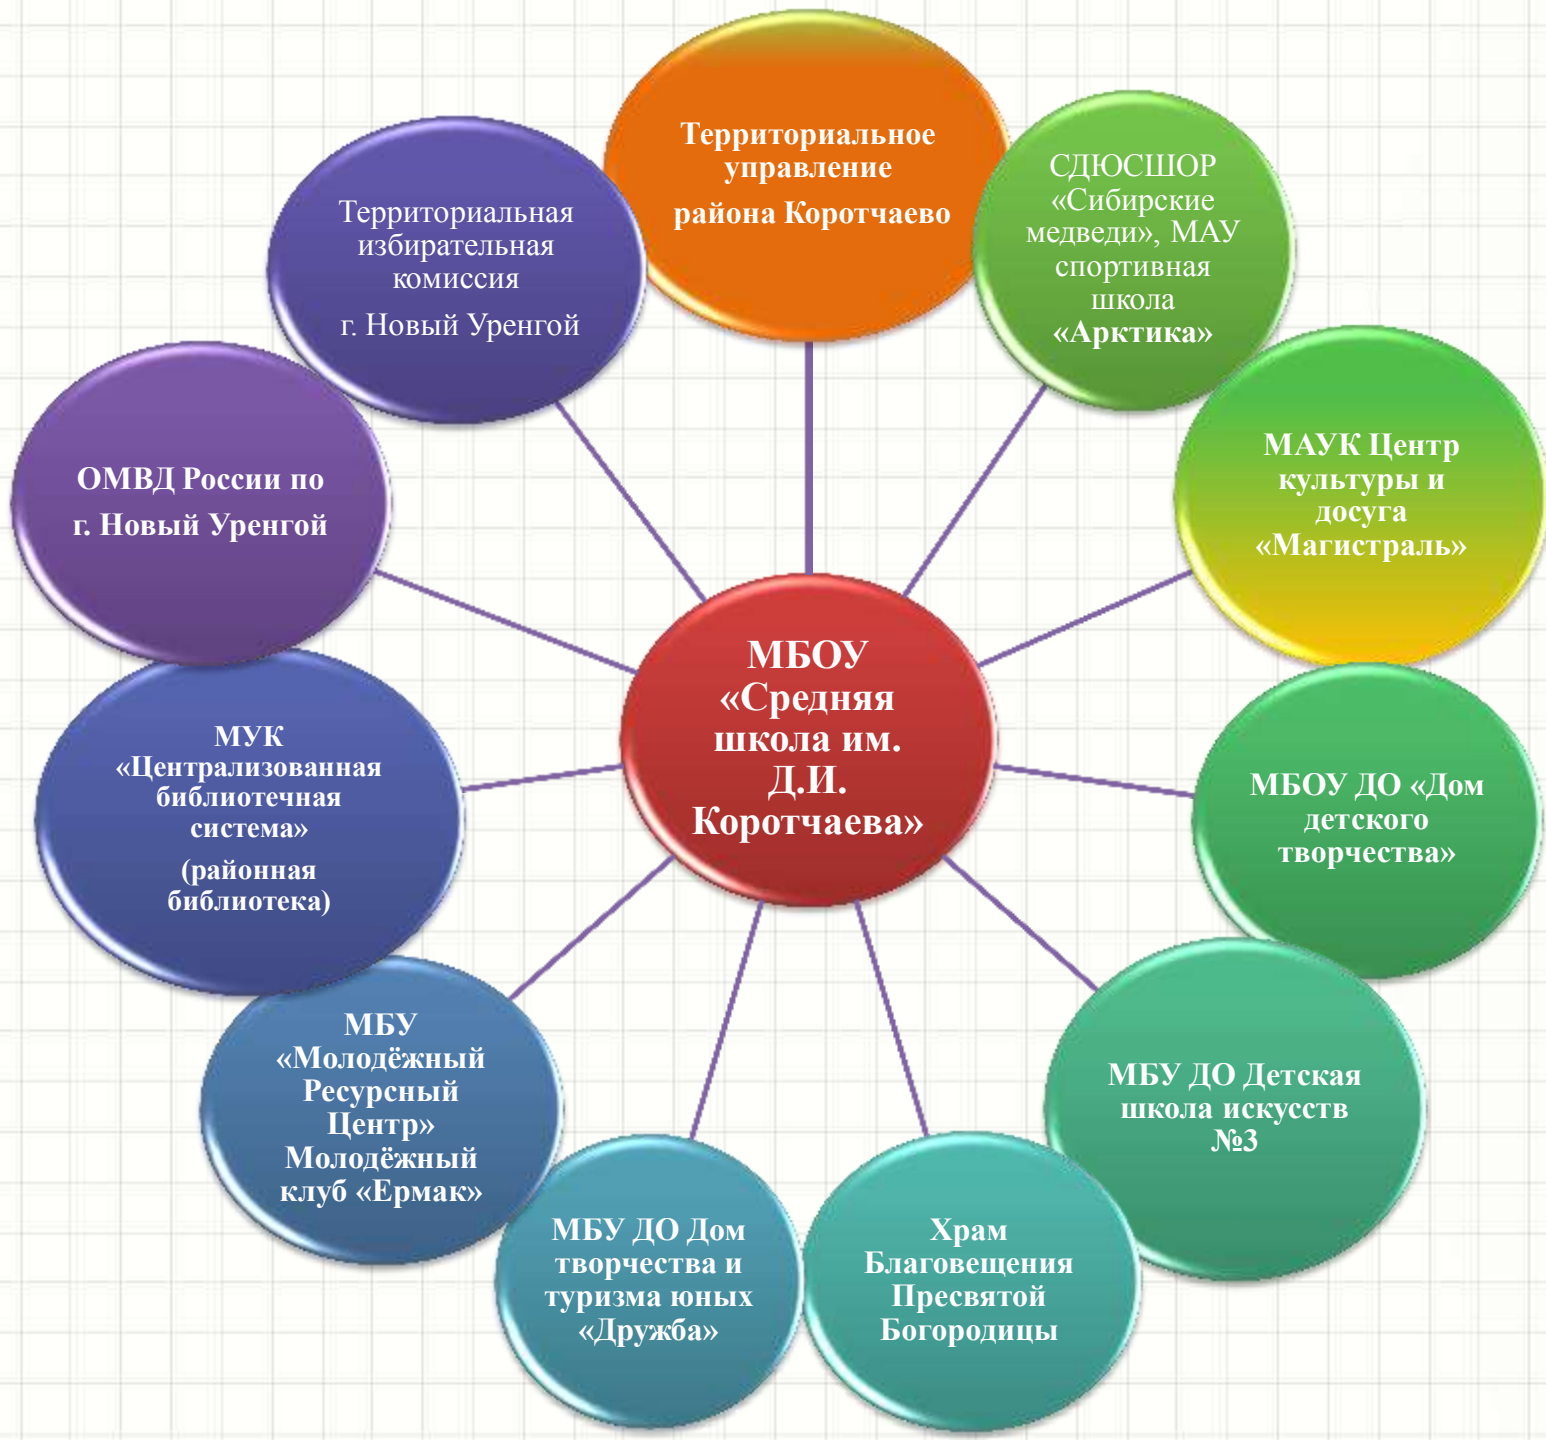 Территориальное
управление
района Коротчаево
СДЮСШОР
«Сибирские
медведи», МАУ
спортивная
школа
«Арктика»
МАУК Центр
культуры и
досуга
«Магистраль»
МБОУ ДО «Дом
детского
творчества»
МБУ ДО Детская
школа искусств
№3
Храм
Благовещения
Пресвятой
Богородицы
МБУ ДО Дом
творчества и
туризма юных
«Дружба»
МБУ
«Молодёжный
Ресурсный
Центр»
Молодёжный
клуб «Ермак»
МУК
«Централизованная
библиотечная
система»
(районная
библиотека)
ОМВД России по
г. Новый Уренгой
Территориальная
избирательная
комиссия
г. Новый Уренгой
МБОУ
«Средняя
школа им.
Д.И.
Коротчаева»